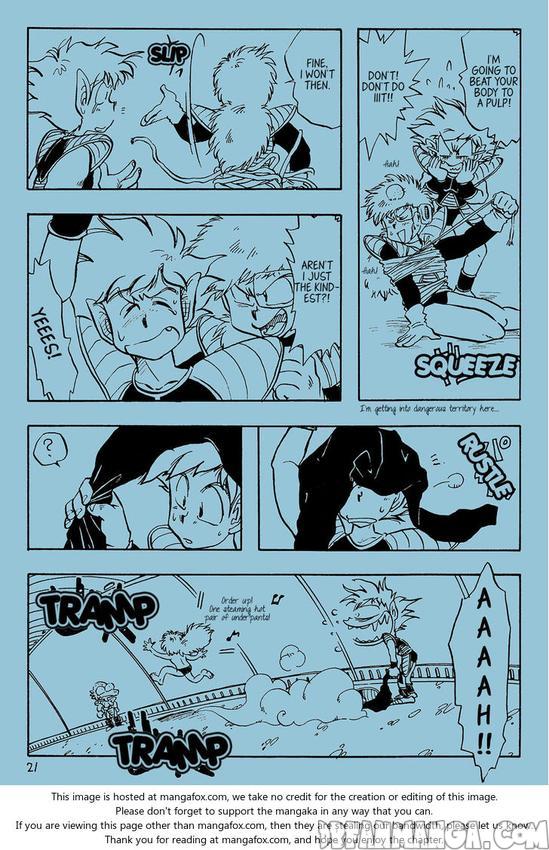 I'M
GOING TO
BEAT YOUR
BODY TO
A PULP!
DON'T!
DON'T DO
IIIT!!
Hah!
Hah!
SQUEEZE
I'm getting into dangerous territory here...
SLIP
FINE,
I WON'T
THEN.
AREN'T
I JUST
THE KIND-
EST?!
YEEES!
RUSTLE
?
AAAAAH!!
Order up!
One steaming hot
pair of underpants!
TRAMP
TRAMP
21
This image is hosted at mangafox.com, we take no credit for the creation or editing of this image.
Please don't forget to support the mangaka in any way that you can.
If you are viewing this page other than mangafox.com, then they are stealing our bandwidth, please let us know.
Thank you for reading at mangafox.com, and hope you enjoy the chapter.